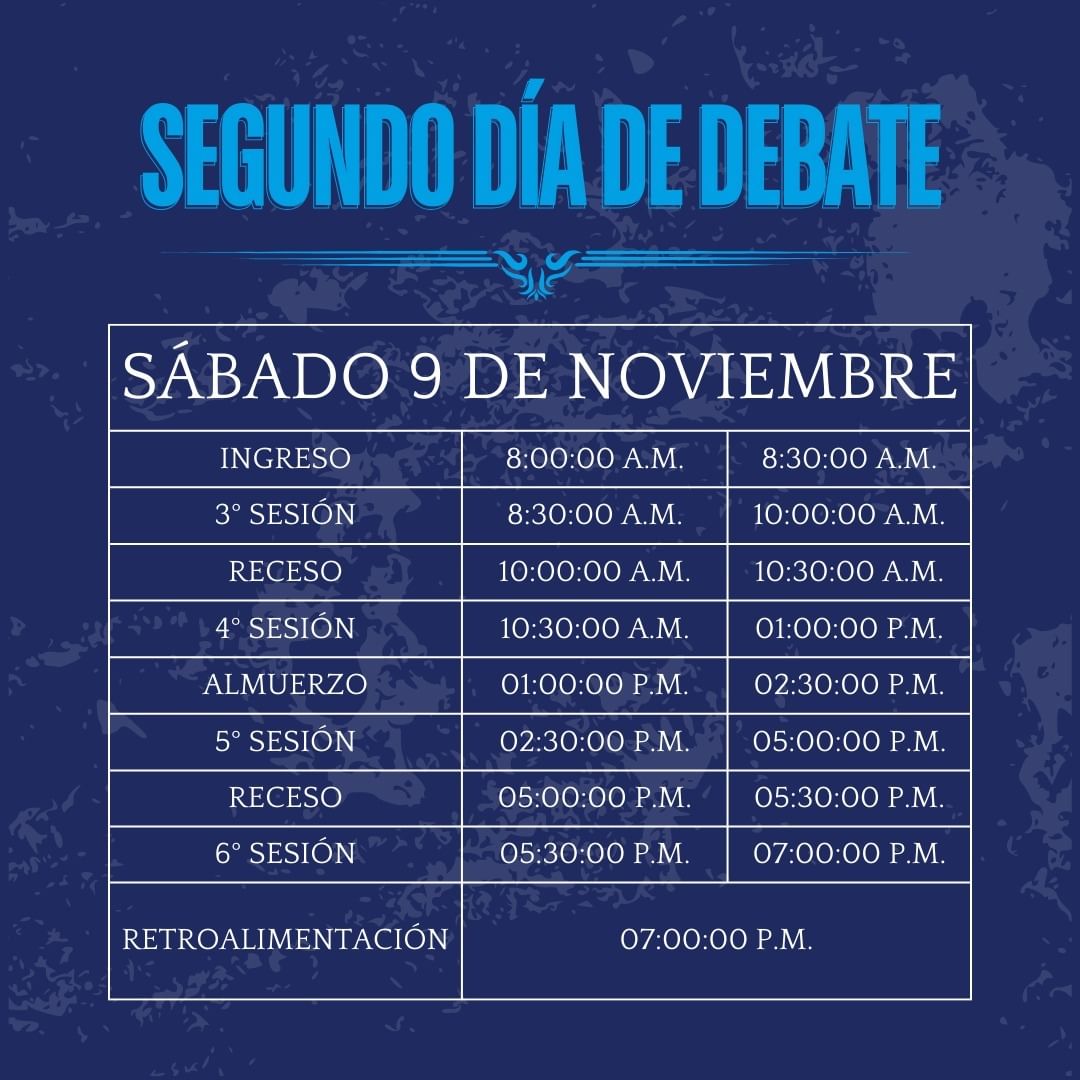 SEGUNDO DÍA DE DEBATE
SÁBADO 9 DE NOVIEMBRE
INGRESO 8:00:00 A.M. 8:30:00 A.M.
3° SESIÓN 8:30:00 A.M. 10:00:00 A.M.
RECESO 10:00:00 A.M. 10:30:00 A.M.
4° SESIÓN 10:30:00 A.M. 01:00:00 P.M.
ALMUERZO 01:00:00 P.M. 02:30:00 P.M.
5° SESIÓN 02:30:00 P.M. 05:00:00 P.M.
RECESO 05:00:00 P.M. 05:30:00 P.M.
6° SESIÓN 05:30:00 P.M. 07:00:00 P.M.
RETROALIMENTACIÓN 07:00:00 P.M.